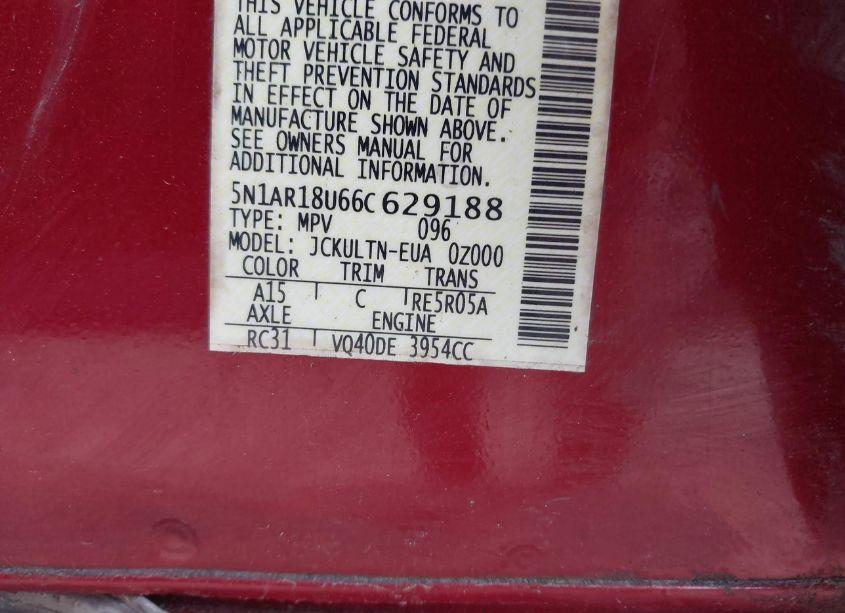 THIS VEHICLE CONFORMS TO
ALL APPLICABLE FEDERAL
MOTOR VEHICLE SAFETY AND
THEFT PREVENTION STANDARDS
IN EFFECT ON THE DATE OF
MANUFACTURE SHOWN ABOVE.
SEE OWNERS MANUAL FOR
ADDITIONAL INFORMATION.
5N1AR18U66C 629188
TYPE: MPV 096
MODEL: JCKULTN-EUA 0Z000
COLOR TRIM TRANS
A15 C RE5R05A
AXLE ENGINE
RC31 VQ40DE 3954CC